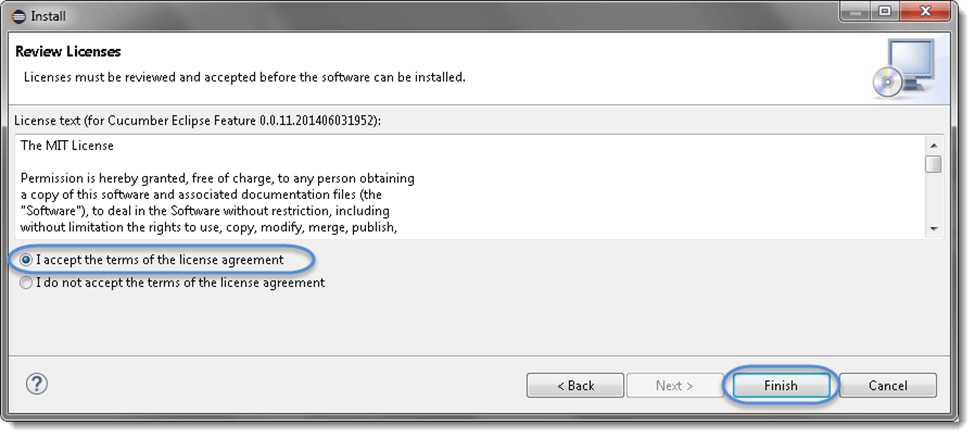 Install
Review Licenses
Licenses must be reviewed and accepted before the software can be installed.
License text (for Cucumber Eclipse Feature 0.0.11.201406031952):
The MIT License
Permission is hereby granted, free of charge, to any person obtaining
a copy of this software and associated documentation files (the
"Software"), to deal in the Software without restriction, including
without limitation the rights to use, copy, modify, merge, publish,
I accept the terms of the license agreement
I do not accept the terms of the license agreement
? < Back Next > Finish Cancel